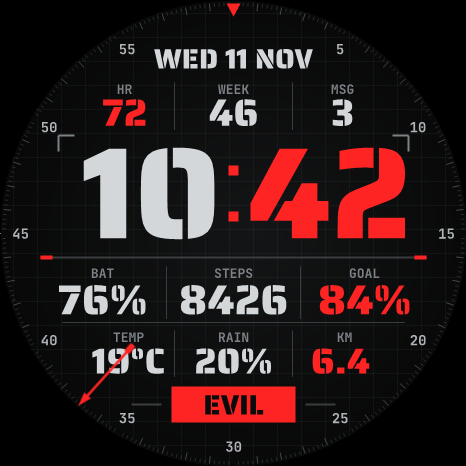 55 WED 11 NOV 5
HR WEEK MSG
72 46 3
50 10
10:42
45 15
BAT STEPS GOAL
76% 8426 84%
40 TEMP RAIN KM 20
19°C 20% 6.4
35 EVIL 25
30